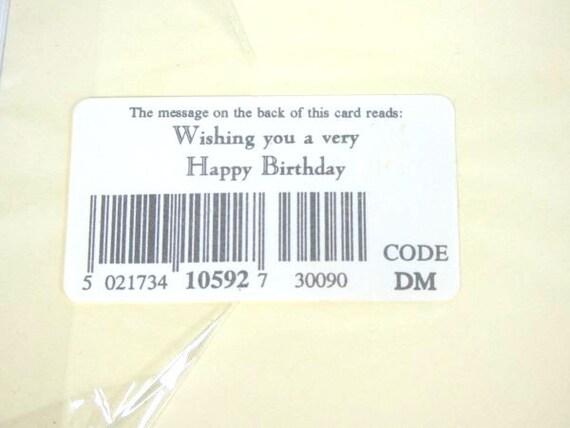 The message on the back of this card reads:
Wishing you a very
Happy Birthday
CODE
5 021734 10592 7 30090 DM